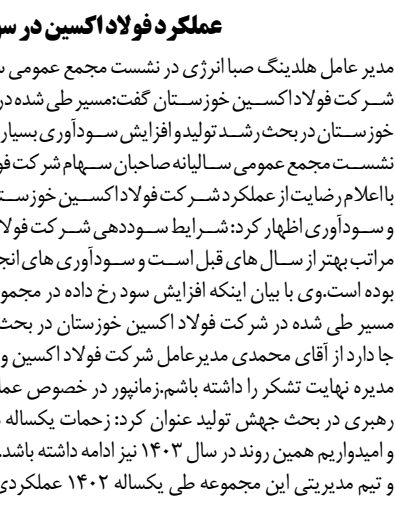 عملکرد فولاد اکسین در سو
مدیر عامل هلدینگ صبا انرژی در نشست مجمع عمومی س
شرکت فولاد اکسین خوزستان گفت:مسیر طی شده در
خوزستان در بحث رشد تولید و افزایش سودآوری بسیار
نشست مجمع عمومی سالیانه صاحبان سهام شرکت فو
با اعلام رضایت از عملکرد شرکت فولاد اکسین خوزستـ
و سودآوری اظهار کرد: شرایط سوددهی شرکت فولا
مراتب بهتر از سال های قبل است و سودآوری های انجا
بوده است.وی با بیان اینکه افزایش سود رخ داده در مجمو
مسیر طی شده در شرکت فولاد اکسین خوزستان در بحث
جا دارد از آقای محمدی مدیرعامل شرکت فولاد اکسین و
مدیره نهایت تشکر را داشته باشم.زمانپور در خصوص عمل
رهبری در بحث جهش تولید عنوان کرد: زحمات یکساله
و امیدواریم همین روند در سال ۱۴۰۳ نیز ادامه داشته باشد.
و تیم مدیریتی این مجموعه طی یکساله ۱۴۰۲ عملکردی